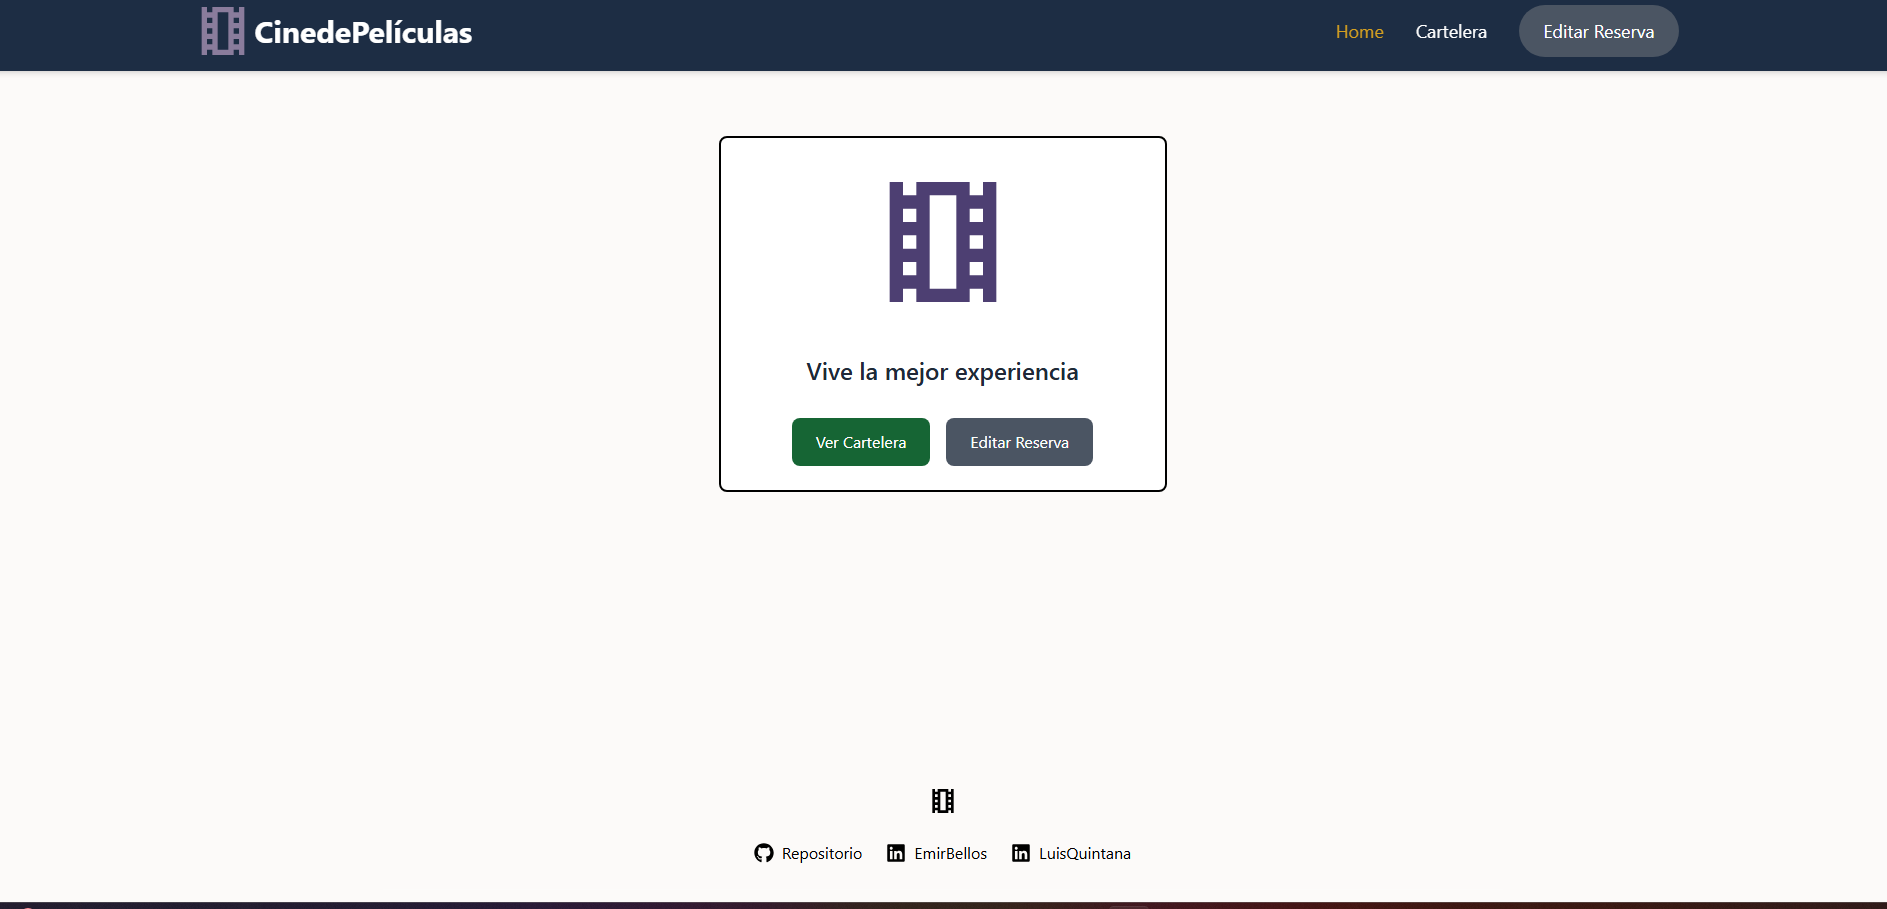 CinedePelículas
Home Cartelera Editar Reserva
Vive la mejor experiencia
Ver Cartelera Editar Reserva
Repositorio EmirBellos LuisQuintana